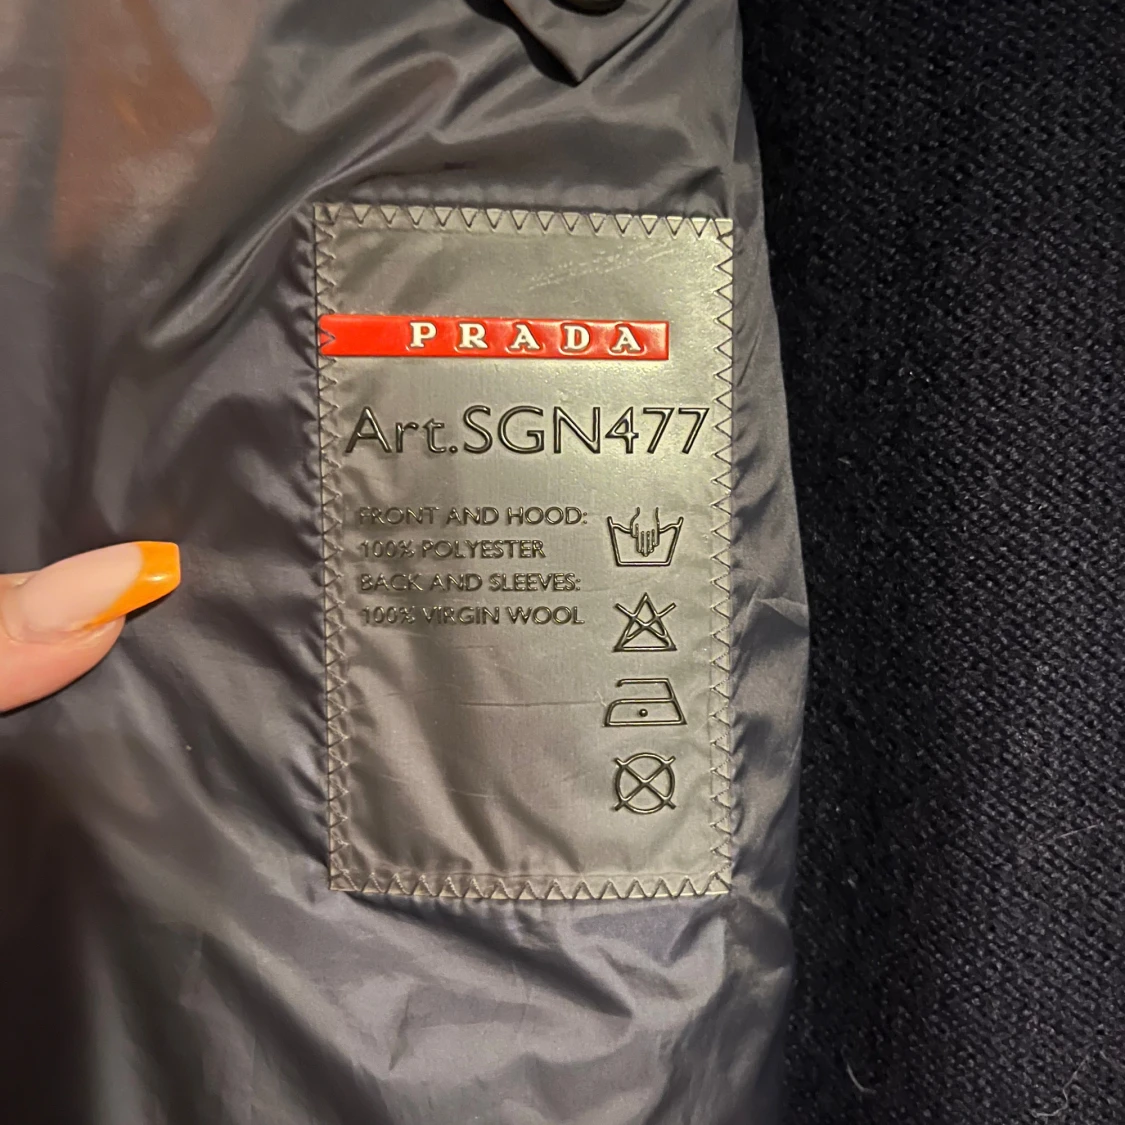 PRADA
Art.SGN477
FRONT AND HOOD:
100% POLYESTER
BACK AND SLEEVES:
100% VIRGIN WOOL